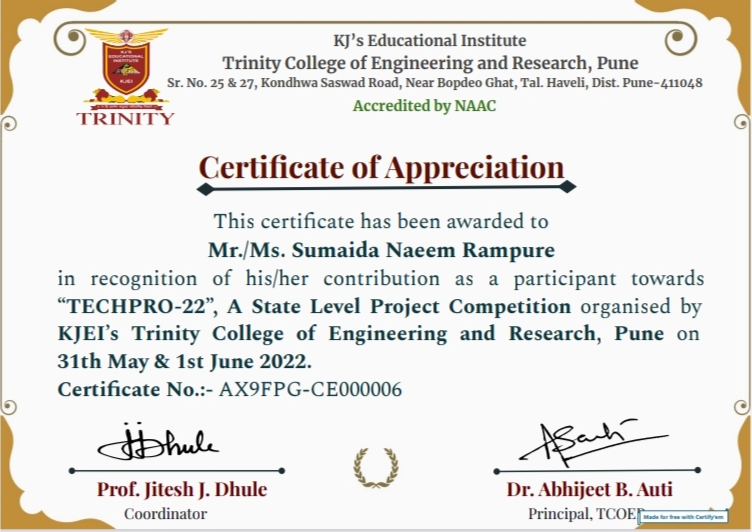 KJ's Educational Institute
Trinity College of Engineering and Research, Pune
Sr. No. 25 & 27, Kondhwa Saswad Road, Near Bopdeo Ghat, Tal. Haveli, Dist. Pune-411048
Accredited by NAAC
KJ'S
EDUCATIONAL
INSTITUTE
KJEI
TRINITY
Certificate of Appreciation
This certificate has been awarded to
Mr./Ms. Sumaida Naeem Rampure
in recognition of his/her contribution as a participant towards
“TECHPRO-22”, A State Level Project Competition organised by
KJEI's Trinity College of Engineering and Research, Pune on
31th May & 1st June 2022.
Certificate No.:- AX9FPG-CE000006
Prof. Jitesh J. Dhule
Coordinator
Dr. Abhijeet B. Auti
Principal, TCOER
Made for free with Certify'em